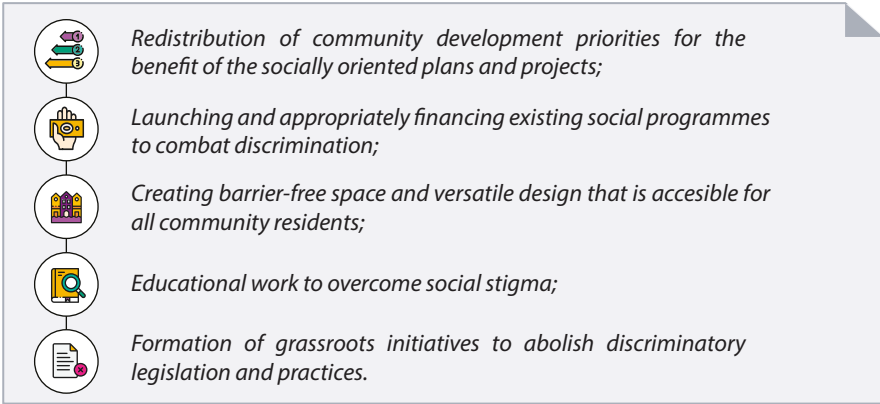 Redistribution of community development priorities for the
benefit of the socially oriented plans and projects;
Launching and appropriately financing existing social programmes
to combat discrimination;
Creating barrier-free space and versatile design that is accesible for
all community residents;
Educational work to overcome social stigma;
Formation of grassroots initiatives to abolish discriminatory
legislation and practices.